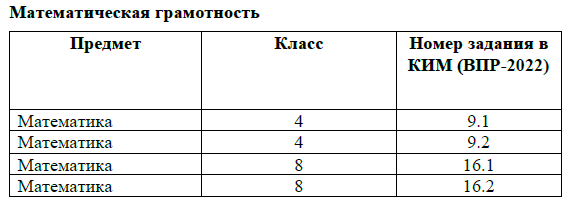 Математическая грамотность
Предмет Класс Номер задания в
КИМ (ВПР-2022)
Математика 4 9.1
Математика 4 9.2
Математика 8 16.1
Математика 8 16.2